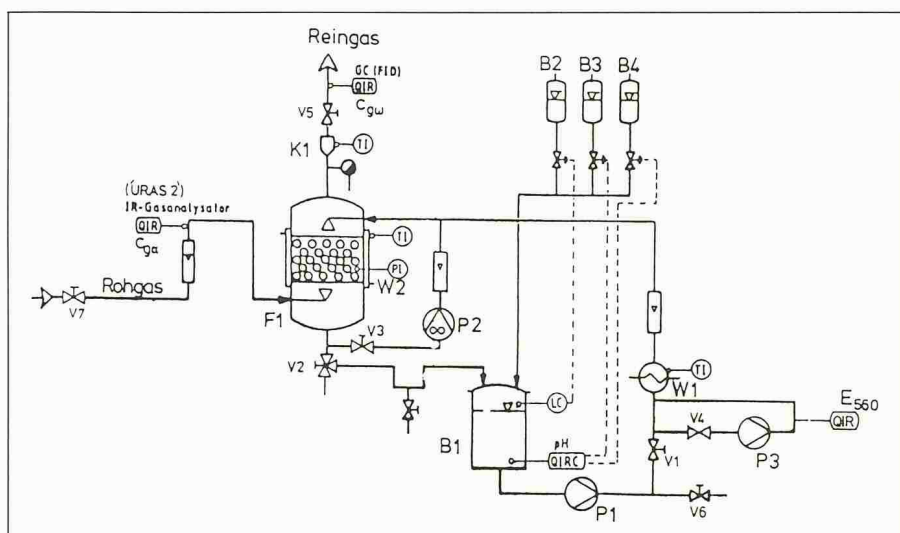 Reingas
GC (FID)
QIR
Cgω
V5
K1
TI
B2 B3 B4
(URAS 2)
IR-Gasanalysator
QIR
Cgα
Rohgas
V7
F1
TI
PI
W2
P2
V3
V2
LC
B1
pH
QIRC
P1
TI
W1
V4
V1
P3
E560
QIR
V6